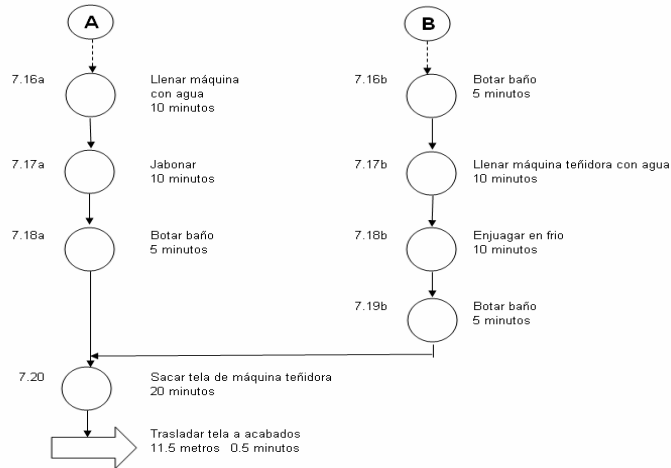 A
B
7.16a
Llenar máquina
con agua
10 minutos
7.16b
Botar baño
5 minutos
7.17a
Jabonar
10 minutos
7.17b
Llenar máquina teñidora con agua
10 minutos
7.18a
Botar baño
5 minutos
7.18b
Enjuagar en frio
10 minutos
7.19b
Botar baño
5 minutos
7.20
Sacar tela de máquina teñidora
20 minutos
Trasladar tela a acabados
11.5 metros 0.5 minutos